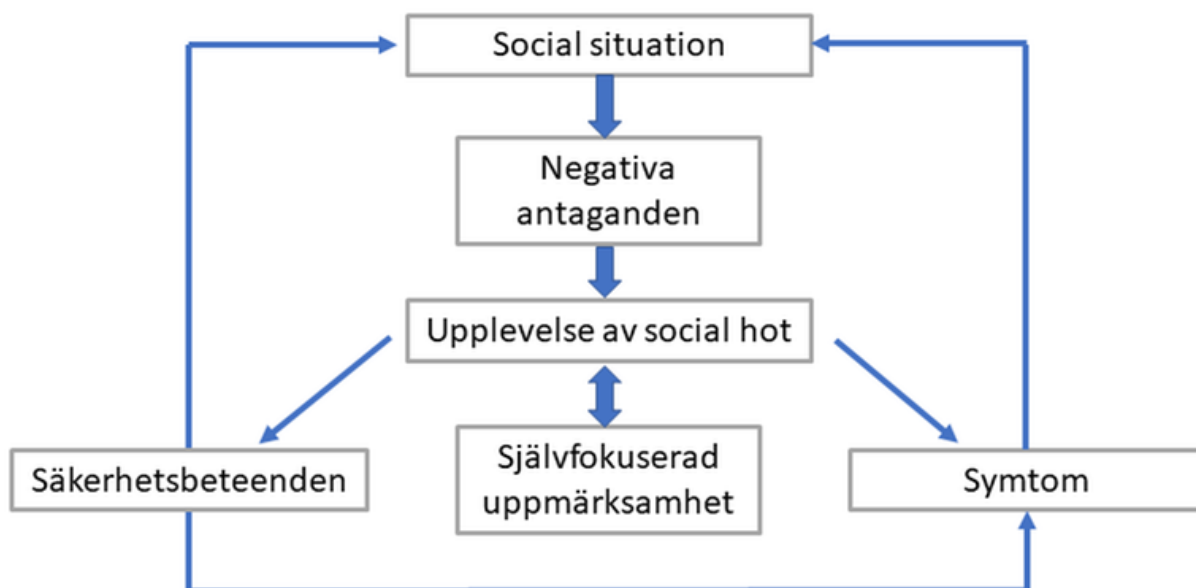 Social situation
Negativa
antaganden
Upplevelse av social hot
Säkerhetsbeteenden
Självfokuserad
uppmärksamhet
Symtom